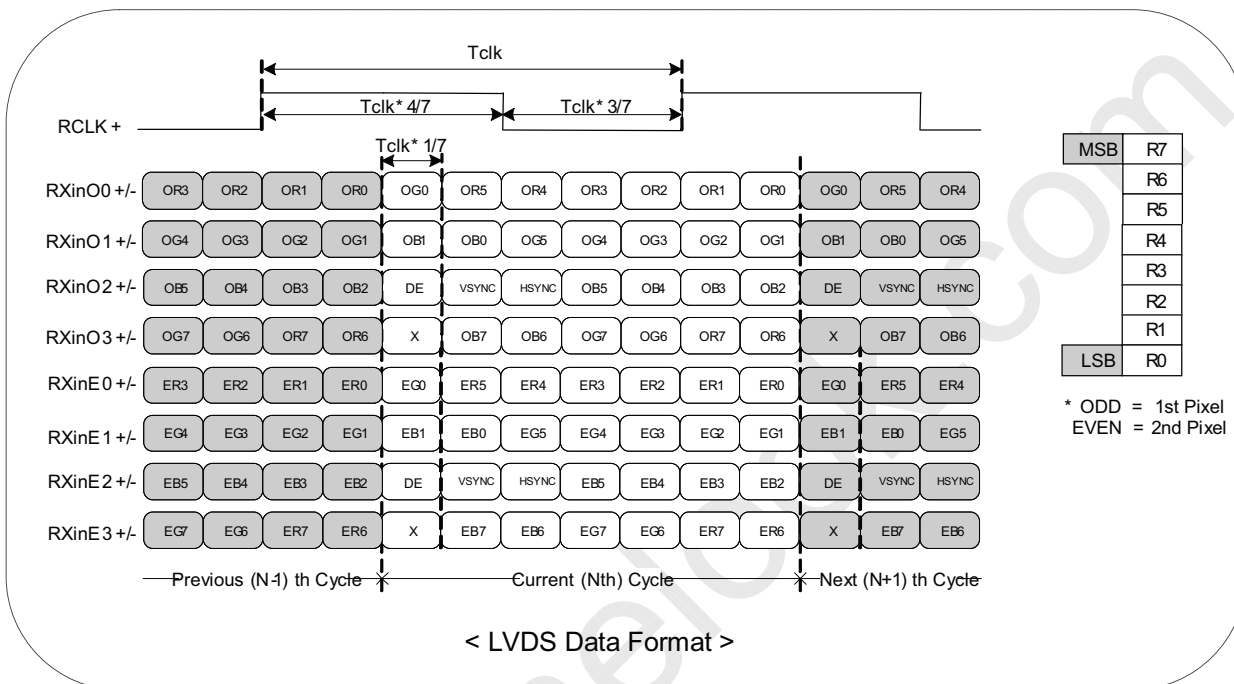 Tclk
Tclk* 4/7 Tclk* 3/7
RCLK +
Tclk* 1/7
RXinO0 +/- OR3 OR2 OR1 OR0 OG0 OR5 OR4 OR3 OR2 OR1 OR0 OG0 OR5 OR4
RXinO1 +/- OG4 OG3 OG2 OG1 OB1 OB0 OG5 OG4 OG3 OG2 OG1 OB1 OB0 OG5
RXinO2 +/- OB5 OB4 OB3 OB2 DE VSYNC HSYNC OB5 OB4 OB3 OB2 DE VSYNC HSYNC
RXinO3 +/- OG7 OG6 OR7 OR6 X OB7 OB6 OG7 OG6 OR7 OR6 X OB7 OB6
RXinE0 +/- ER3 ER2 ER1 ER0 EG0 ER5 ER4 ER3 ER2 ER1 ER0 EG0 ER5 ER4
RXinE1 +/- EG4 EG3 EG2 EG1 EB1 EB0 EG5 EG4 EG3 EG2 EG1 EB1 EB0 EG5
RXinE2 +/- EB5 EB4 EB3 EB2 DE VSYNC HSYNC EB5 EB4 EB3 EB2 DE VSYNC HSYNC
RXinE3 +/- EG7 EG6 ER7 ER6 X EB7 EB6 EG7 EG6 ER7 ER6 X EB7 EB6
Previous (N-1) th Cycle Current (Nth) Cycle Next (N+1) th Cycle
< LVDS Data Format >
MSB R7
R6
R5
R4
R3
R2
R1
LSB R0
* ODD = 1st Pixel
EVEN = 2nd Pixel